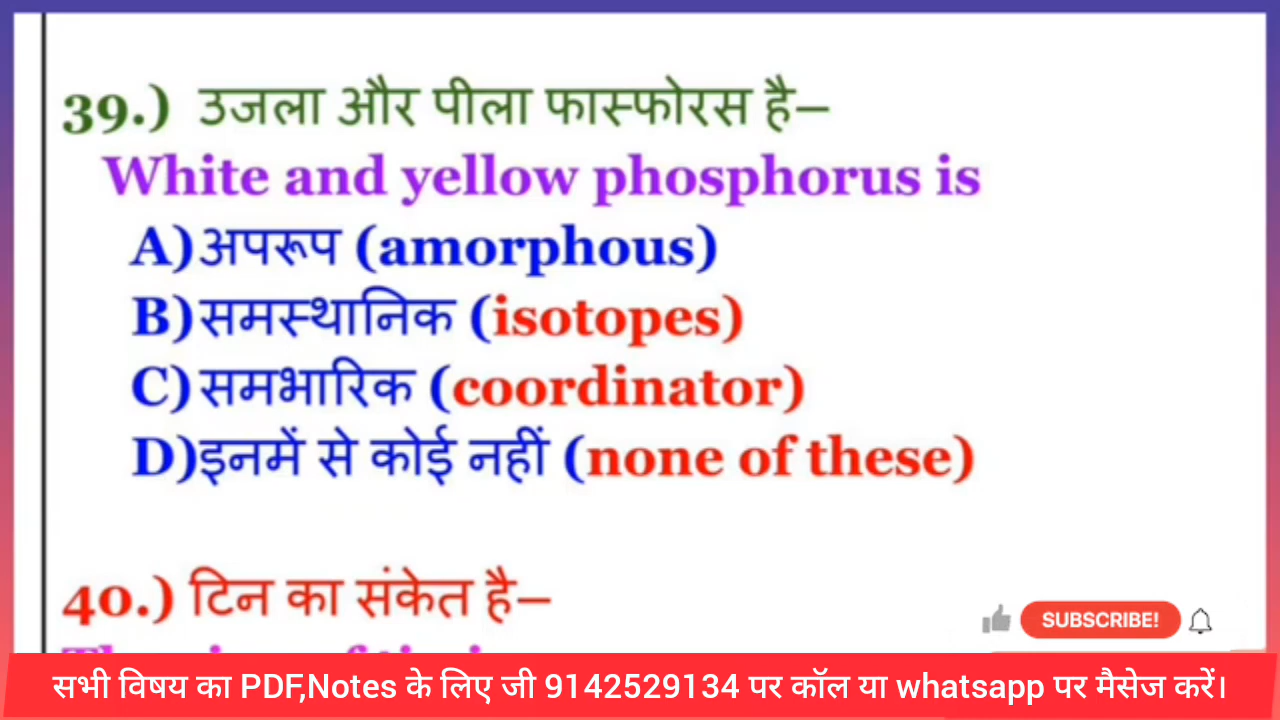 39.) उजला और पीला फास्फोरस है–
White and yellow phosphorus is
A)अपरूप (amorphous)
B)समस्थानिक (isotopes)
C)समभारिक (coordinator)
D)इनमें से कोई नहीं (none of these)
40.) टिन का संकेत है–
SUBSCRIBE!
सभी विषय का PDF,Notes के लिए जी 9142529134 पर कॉल या whatsapp पर मैसेज करें।